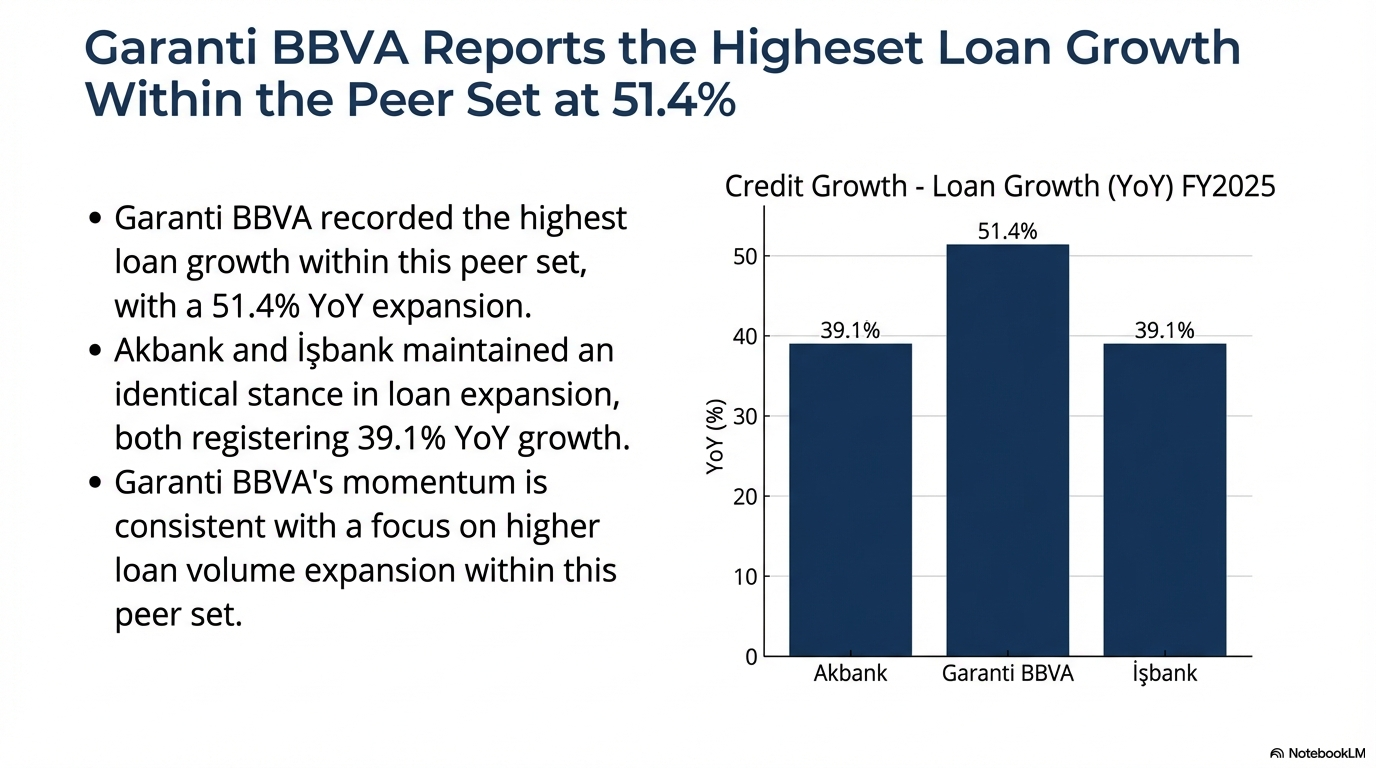 Garanti BBVA Reports the Higheset Loan Growth
Within the Peer Set at 51.4%
• Garanti BBVA recorded the highest
loan growth within this peer set,
with a 51.4% YoY expansion.
• Akbank and İşbank maintained an
identical stance in loan expansion,
both registering 39.1% YoY growth.
• Garanti BBVA's momentum is
consistent with a focus on higher
loan volume expansion within this
peer set.
Credit Growth - Loan Growth (YoY) FY2025
YoY (%)
50
40
30
20
10
0
39.1%
51.4%
39.1%
Akbank
Garanti BBVA
İşbank
NotebookLM